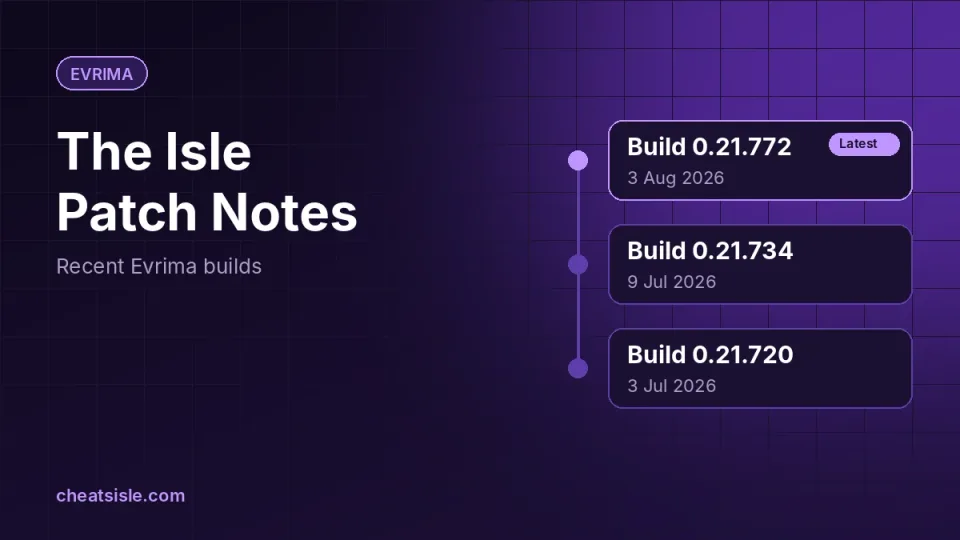 EVRIMA
The Isle
Patch Notes
Recent Evrima builds
Build 0.21.772
Latest
3 Aug 2026
Build 0.21.734
9 Jul 2026
Build 0.21.720
3 Jul 2026
cheatsisle.com